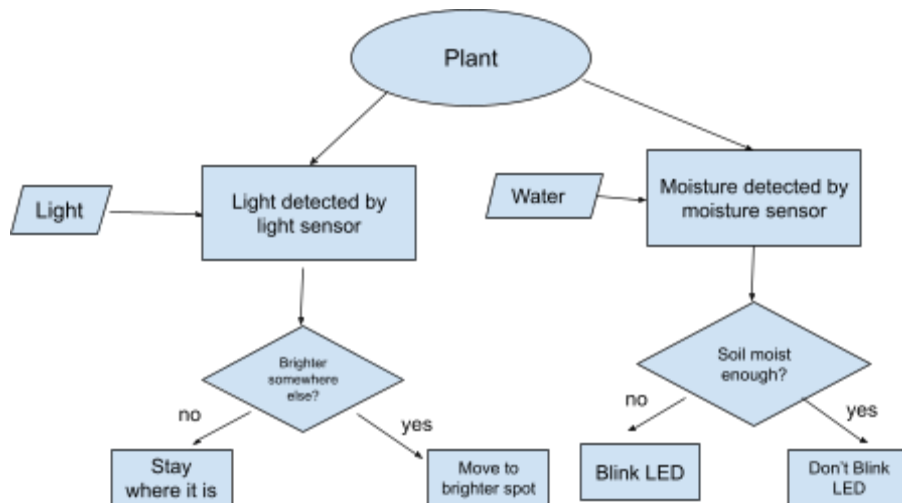 Plant
Light
Light detected by
light sensor
Water
Moisture detected by
moisture sensor
Brighter
somewhere
else?
Soil moist
enough?
no
yes
no
yes
Stay
where it is
Move to
brighter spot
Blink LED
Don't Blink
LED